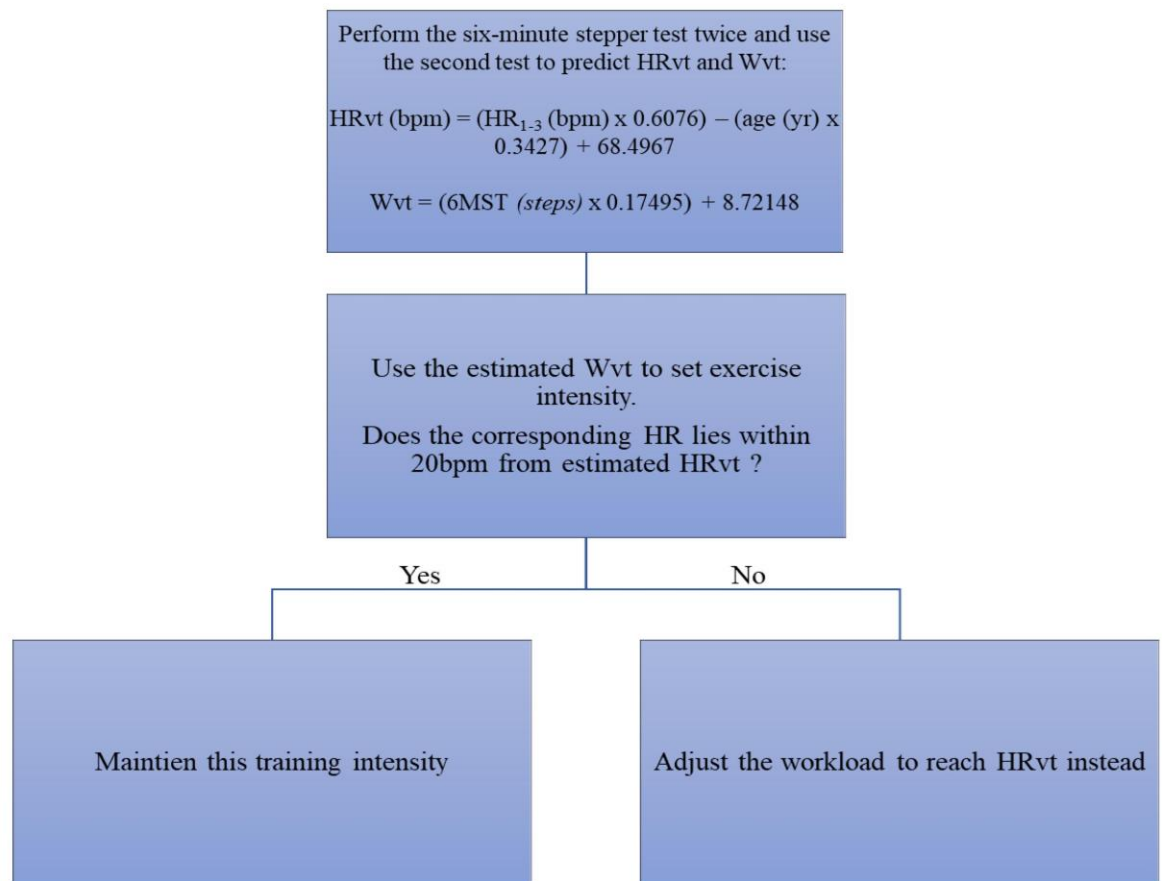 Perform the six-minute stepper test twice and use
the second test to predict HRvt and Wvt:
HRvt (bpm) = (HR₁₋₃ (bpm) x 0.6076) – (age (yr) x
0.3427) + 68.4967
Wvt = (6MST (steps) x 0.17495) + 8.72148
Use the estimated Wvt to set exercise
intensity.
Does the corresponding HR lies within
20bpm from estimated HRvt ?
Yes
No
Maintien this training intensity
Adjust the workload to reach HRvt instead